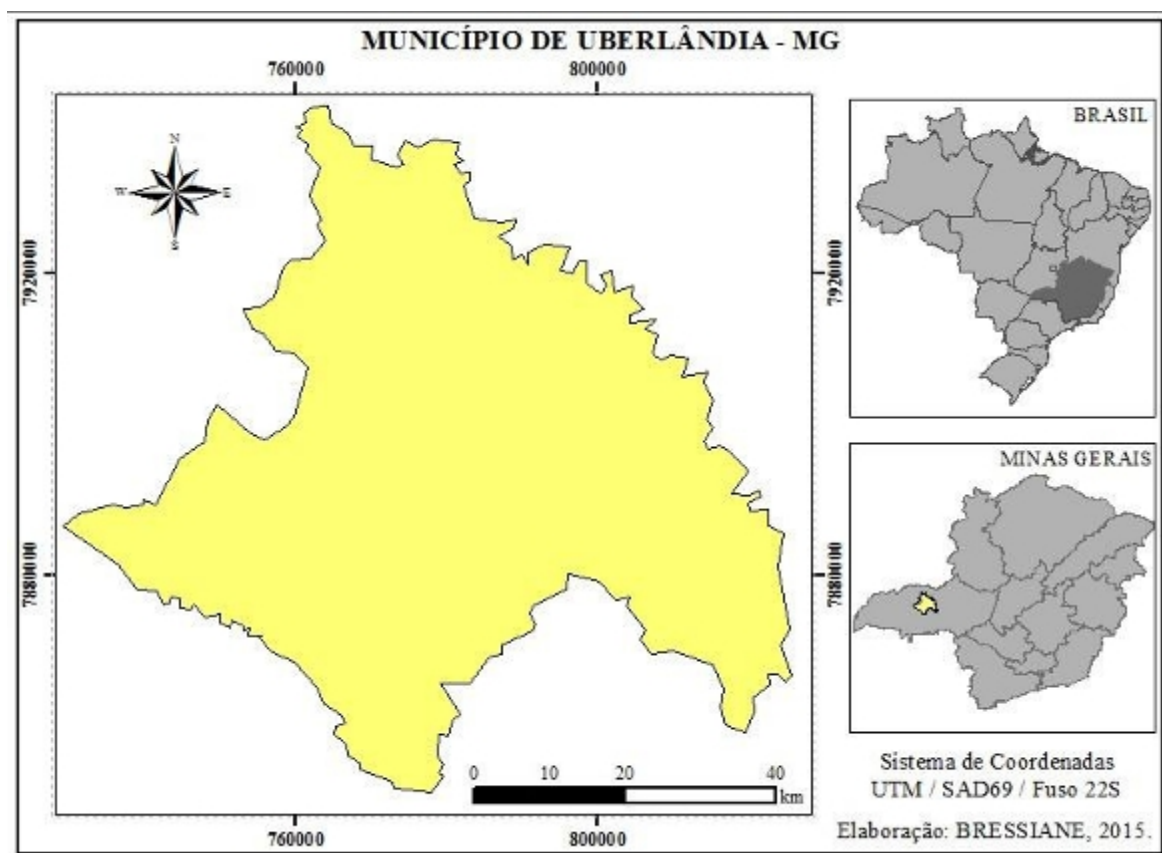 MUNICÍPIO DE UBERLÂNDIA - MG
760000 800000
BRASIL
N
W E
S
7920000 7920000
MINAS GERAIS
7880000 7880000
0 10 20 40
km
Sistema de Coordenadas
UTM / SAD69 / Fuso 22S
760000 800000
Elaboração: BRESSIANE, 2015.